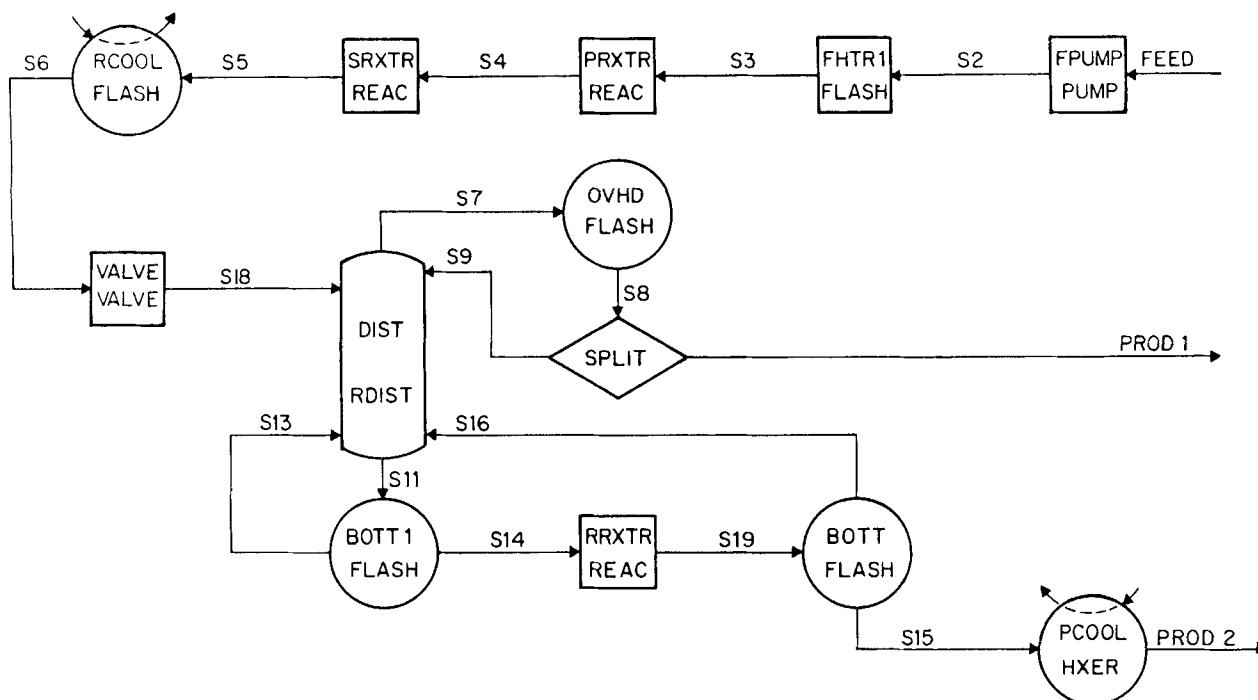 S6
RCOOL
FLASH
S5
SRXTR
REAC
S4
PRXTR
REAC
S3
FHTR1
FLASH
S2
FPUMP
PUMP
FEED
S7
OVHD
FLASH
VALVE
VALVE
S18
S9
S8
DIST
RDIST
SPLIT
PROD 1
S13
S16
S11
BOTT 1
FLASH
S14
RRXTR
REAC
S19
BOTT
FLASH
S15
PCOOL
HXER
PROD 2